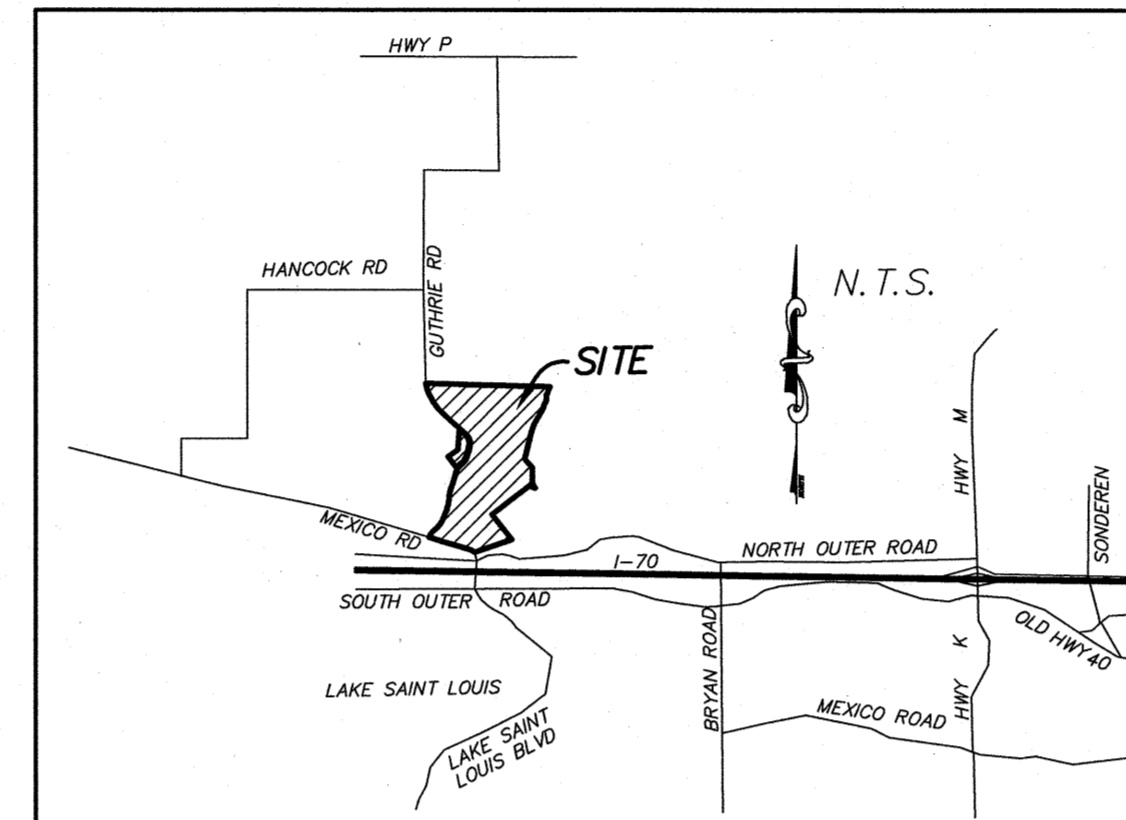 HWY P
HANCOCK RD
GUTHRIE RD
N.T.S.
SITE
HWY M
SONDEREN
MEXICO RD
NORTH OUTER ROAD
I-70
SOUTH OUTER ROAD
OLD HWY 40
HWY K
BRYAN ROAD
LAKE SAINT LOUIS
MEXICO ROAD
LAKE SAINT
LOUIS BLVD